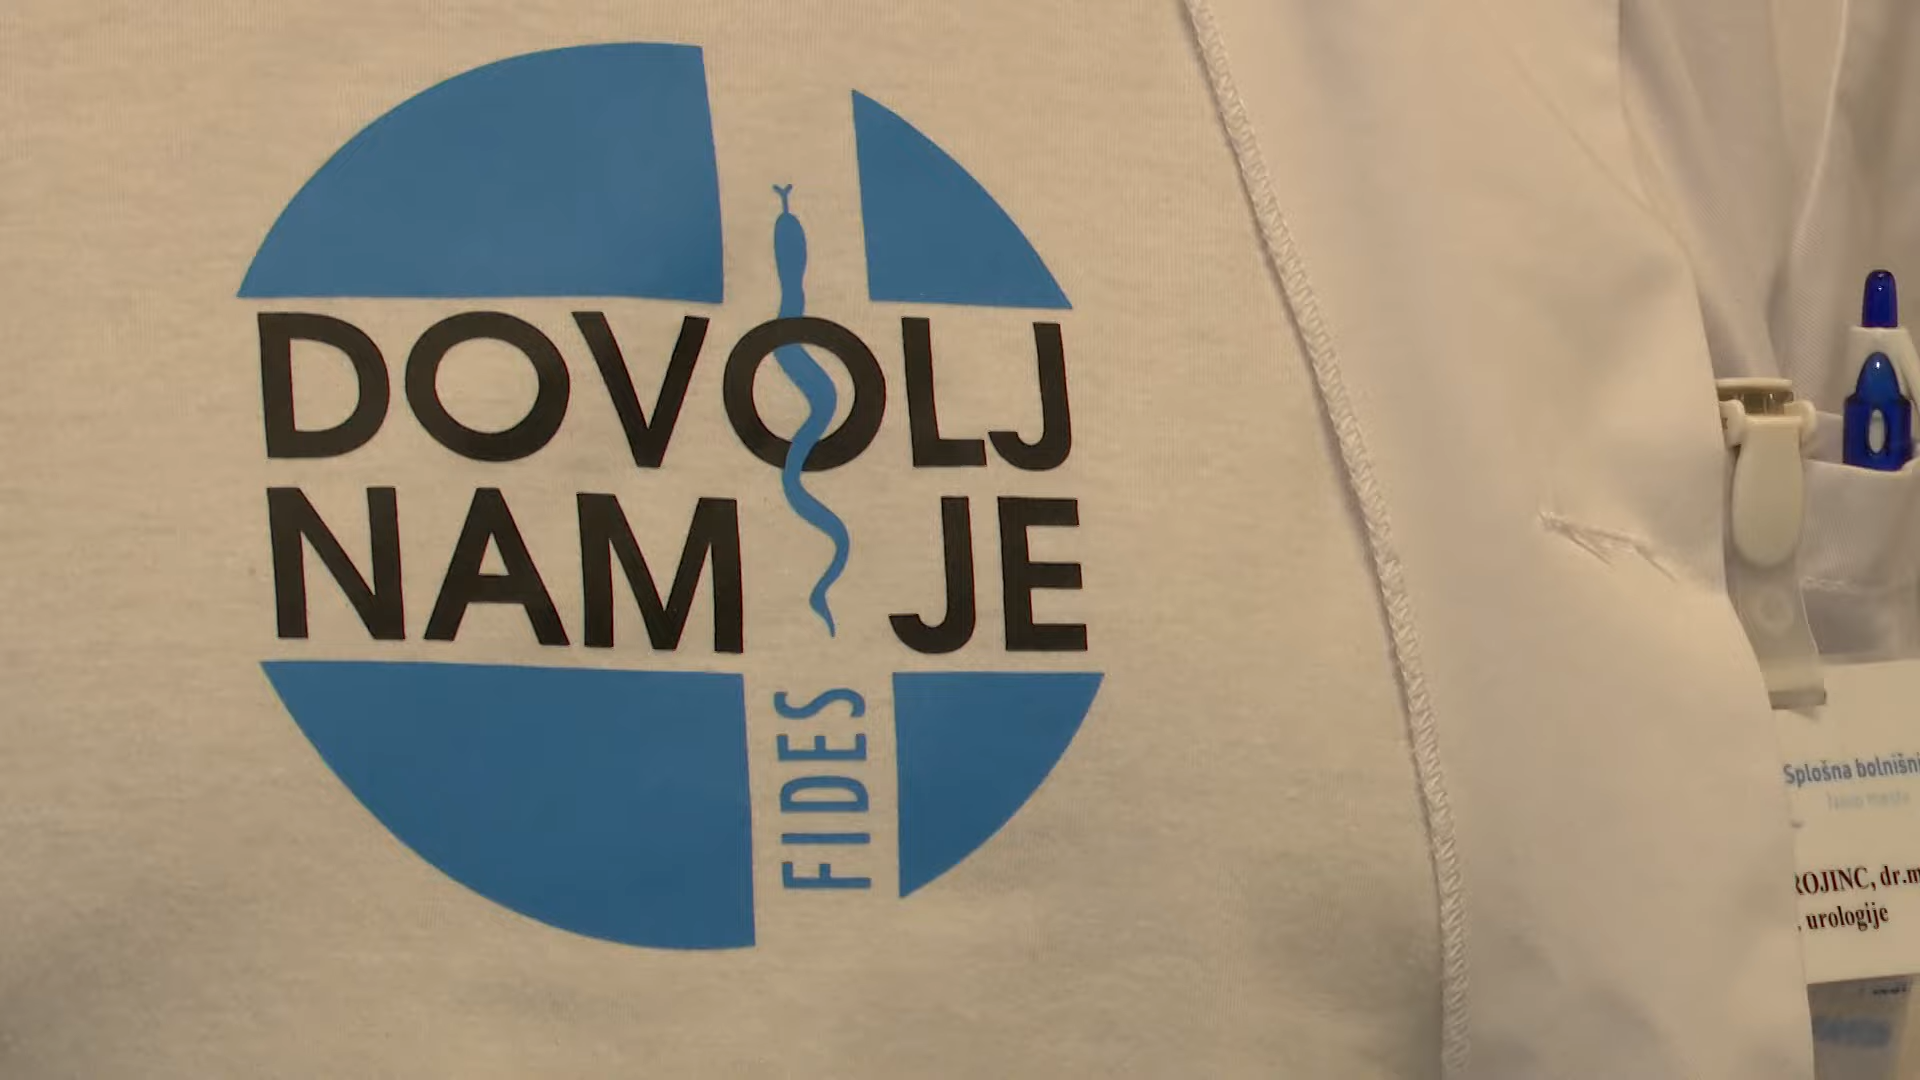 DOVOLJ
NAM JE
FIDES
Splošna bolnišni
ROJINC, dr.m
, urologije